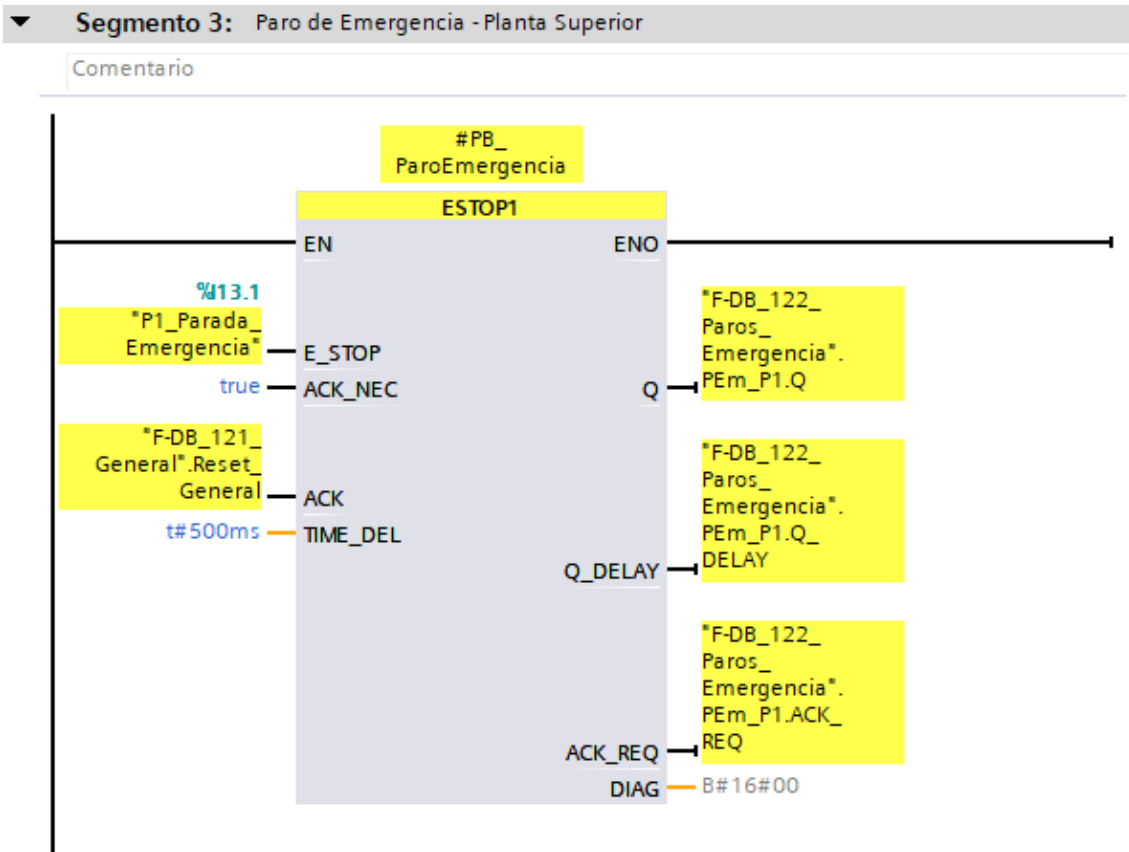 Segmento 3: Paro de Emergencia - Planta Superior
Comentario
#PB_
ParoEmergencia
ESTOP1
EN
ENO
%I13.1
"P1_Parada_
Emergencia"
E_STOP
true
ACK_NEC
"F-DB_122_
Paros_
Emergencia".
PEm_P1.Q
Q
"F-DB_121_
General".Reset_
General
ACK
t#500ms
TIME_DEL
"F-DB_122_
Paros_
Emergencia".
PEm_P1.Q_
DELAY
Q_DELAY
"F-DB_122_
Paros_
Emergencia".
PEm_P1.ACK_
REQ
ACK_REQ
DIAG
B#16#00